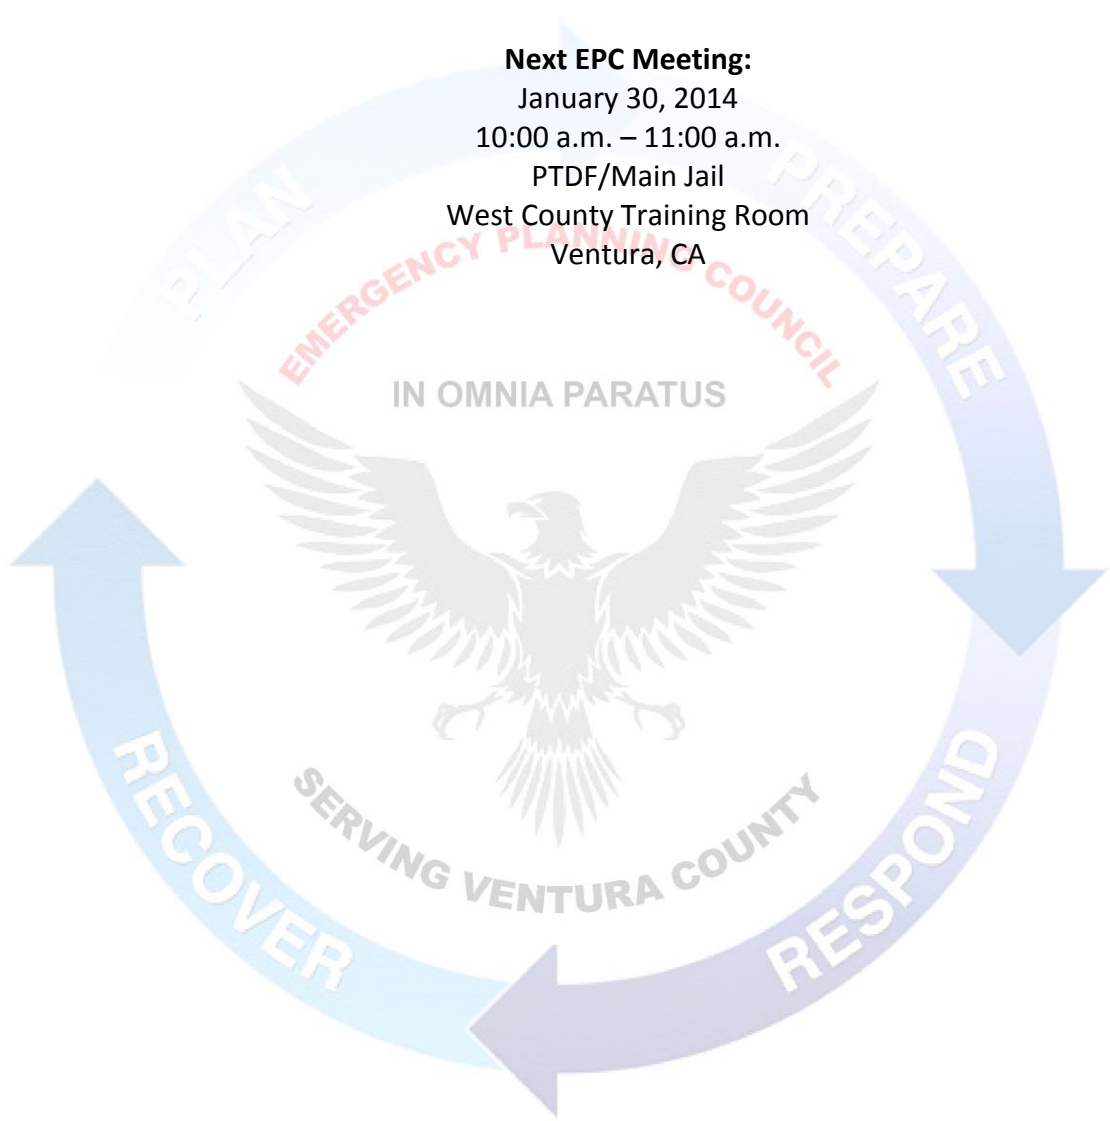 Next EPC Meeting:
January 30, 2014
10:00 a.m. – 11:00 a.m.
PTDF/Main Jail
West County Training Room
Ventura, CA
PLAN
PREPARE
EMERGENCY PLANNING COUNCIL
IN OMNIA PARATUS
SERVING VENTURA COUNTY
RECOVER
RESPOND